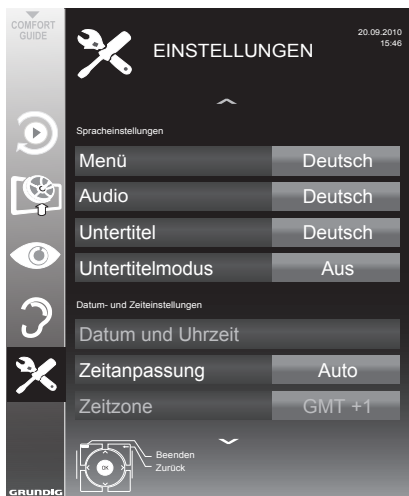 COMFORT
GUIDE
EINSTELLUNGEN
20.09.2010
15:46
Spracheinstellungen
Menü Deutsch
Audio Deutsch
Untertitel Deutsch
Untertitelmodus Aus
Datum- und Zeiteinstellungen
Datum und Uhrzeit
Zeitanpassung Auto
Zeitzone GMT +1
OK
Beenden
Zurück
GRUNDIG